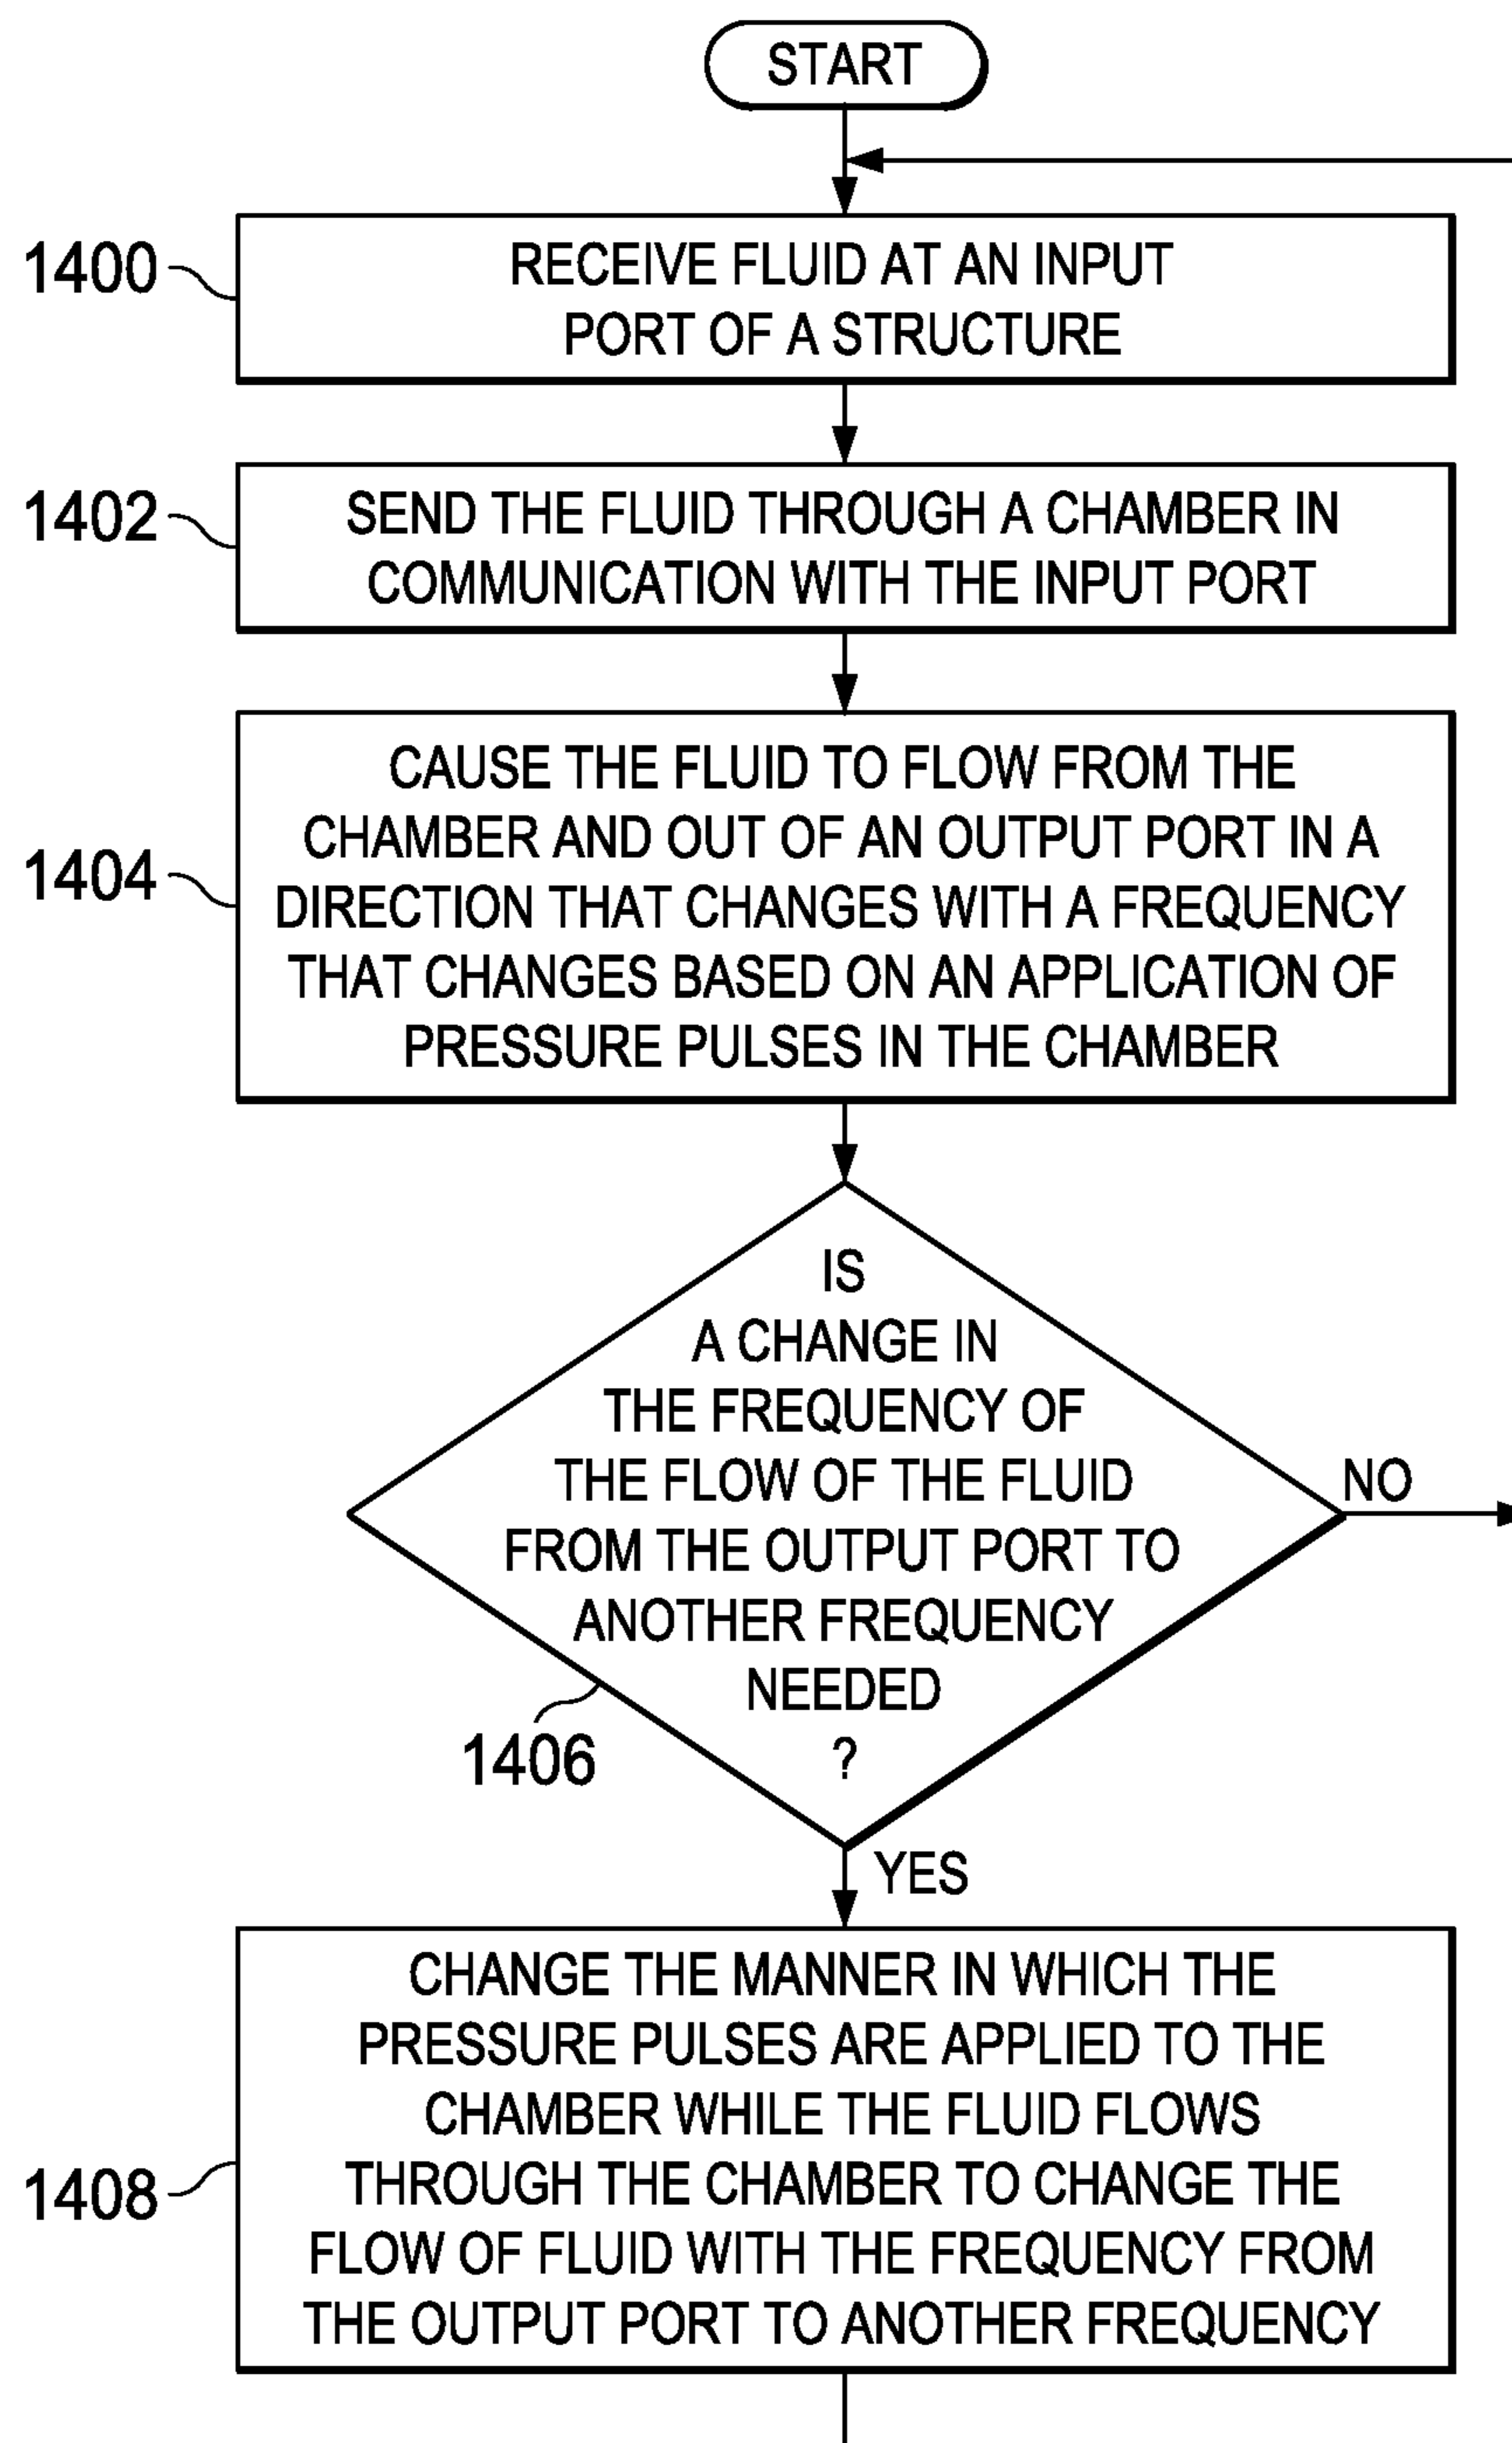 START
1400
RECEIVE FLUID AT AN INPUT
PORT OF A STRUCTURE
1402
SEND THE FLUID THROUGH A CHAMBER IN
COMMUNICATION WITH THE INPUT PORT
1404
CAUSE THE FLUID TO FLOW FROM THE
CHAMBER AND OUT OF AN OUTPUT PORT IN A
DIRECTION THAT CHANGES WITH A FREQUENCY
THAT CHANGES BASED ON AN APPLICATION OF
PRESSURE PULSES IN THE CHAMBER
IS
A CHANGE IN
THE FREQUENCY OF
THE FLOW OF THE FLUID
FROM THE OUTPUT PORT TO
ANOTHER FREQUENCY
NEEDED
?
NO
1406
YES
1408
CHANGE THE MANNER IN WHICH THE
PRESSURE PULSES ARE APPLIED TO THE
CHAMBER WHILE THE FLUID FLOWS
THROUGH THE CHAMBER TO CHANGE THE
FLOW OF FLUID WITH THE FREQUENCY FROM
THE OUTPUT PORT TO ANOTHER FREQUENCY